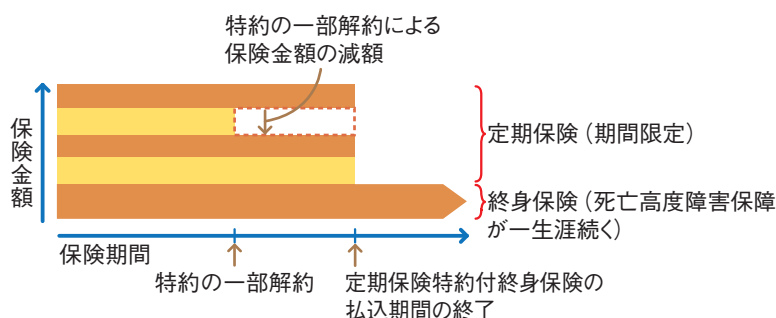 特約の一部解約による
保険金額の減額
保険金額
定期保険（期間限定）
終身保険（死亡高度障害保障
が一生涯続く）
保険期間
特約の一部解約
定期保険特約付終身保険の
払込期間の終了